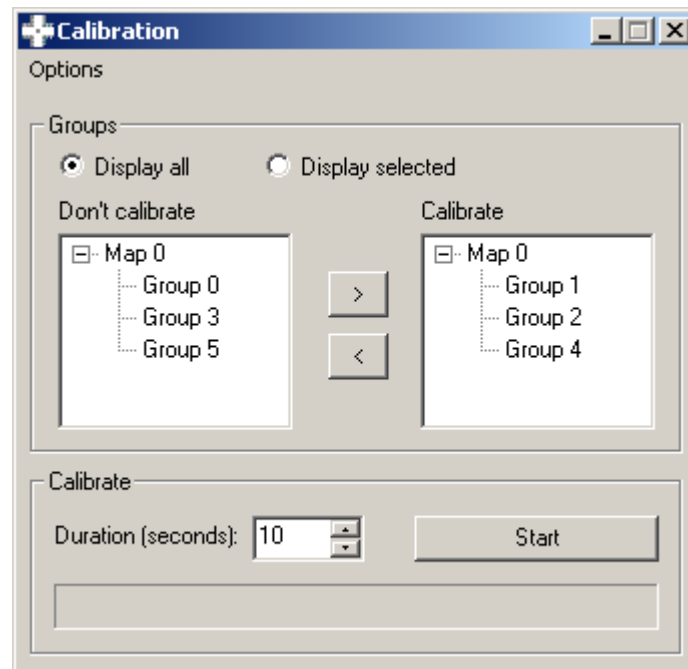 Calibration
Options
Groups
Display all Display selected
Don't calibrate Calibrate
Map 0 Map 0
Group 0 Group 1
Group 3 > Group 2
Group 5 < Group 4
Calibrate
Duration (seconds): 10 Start